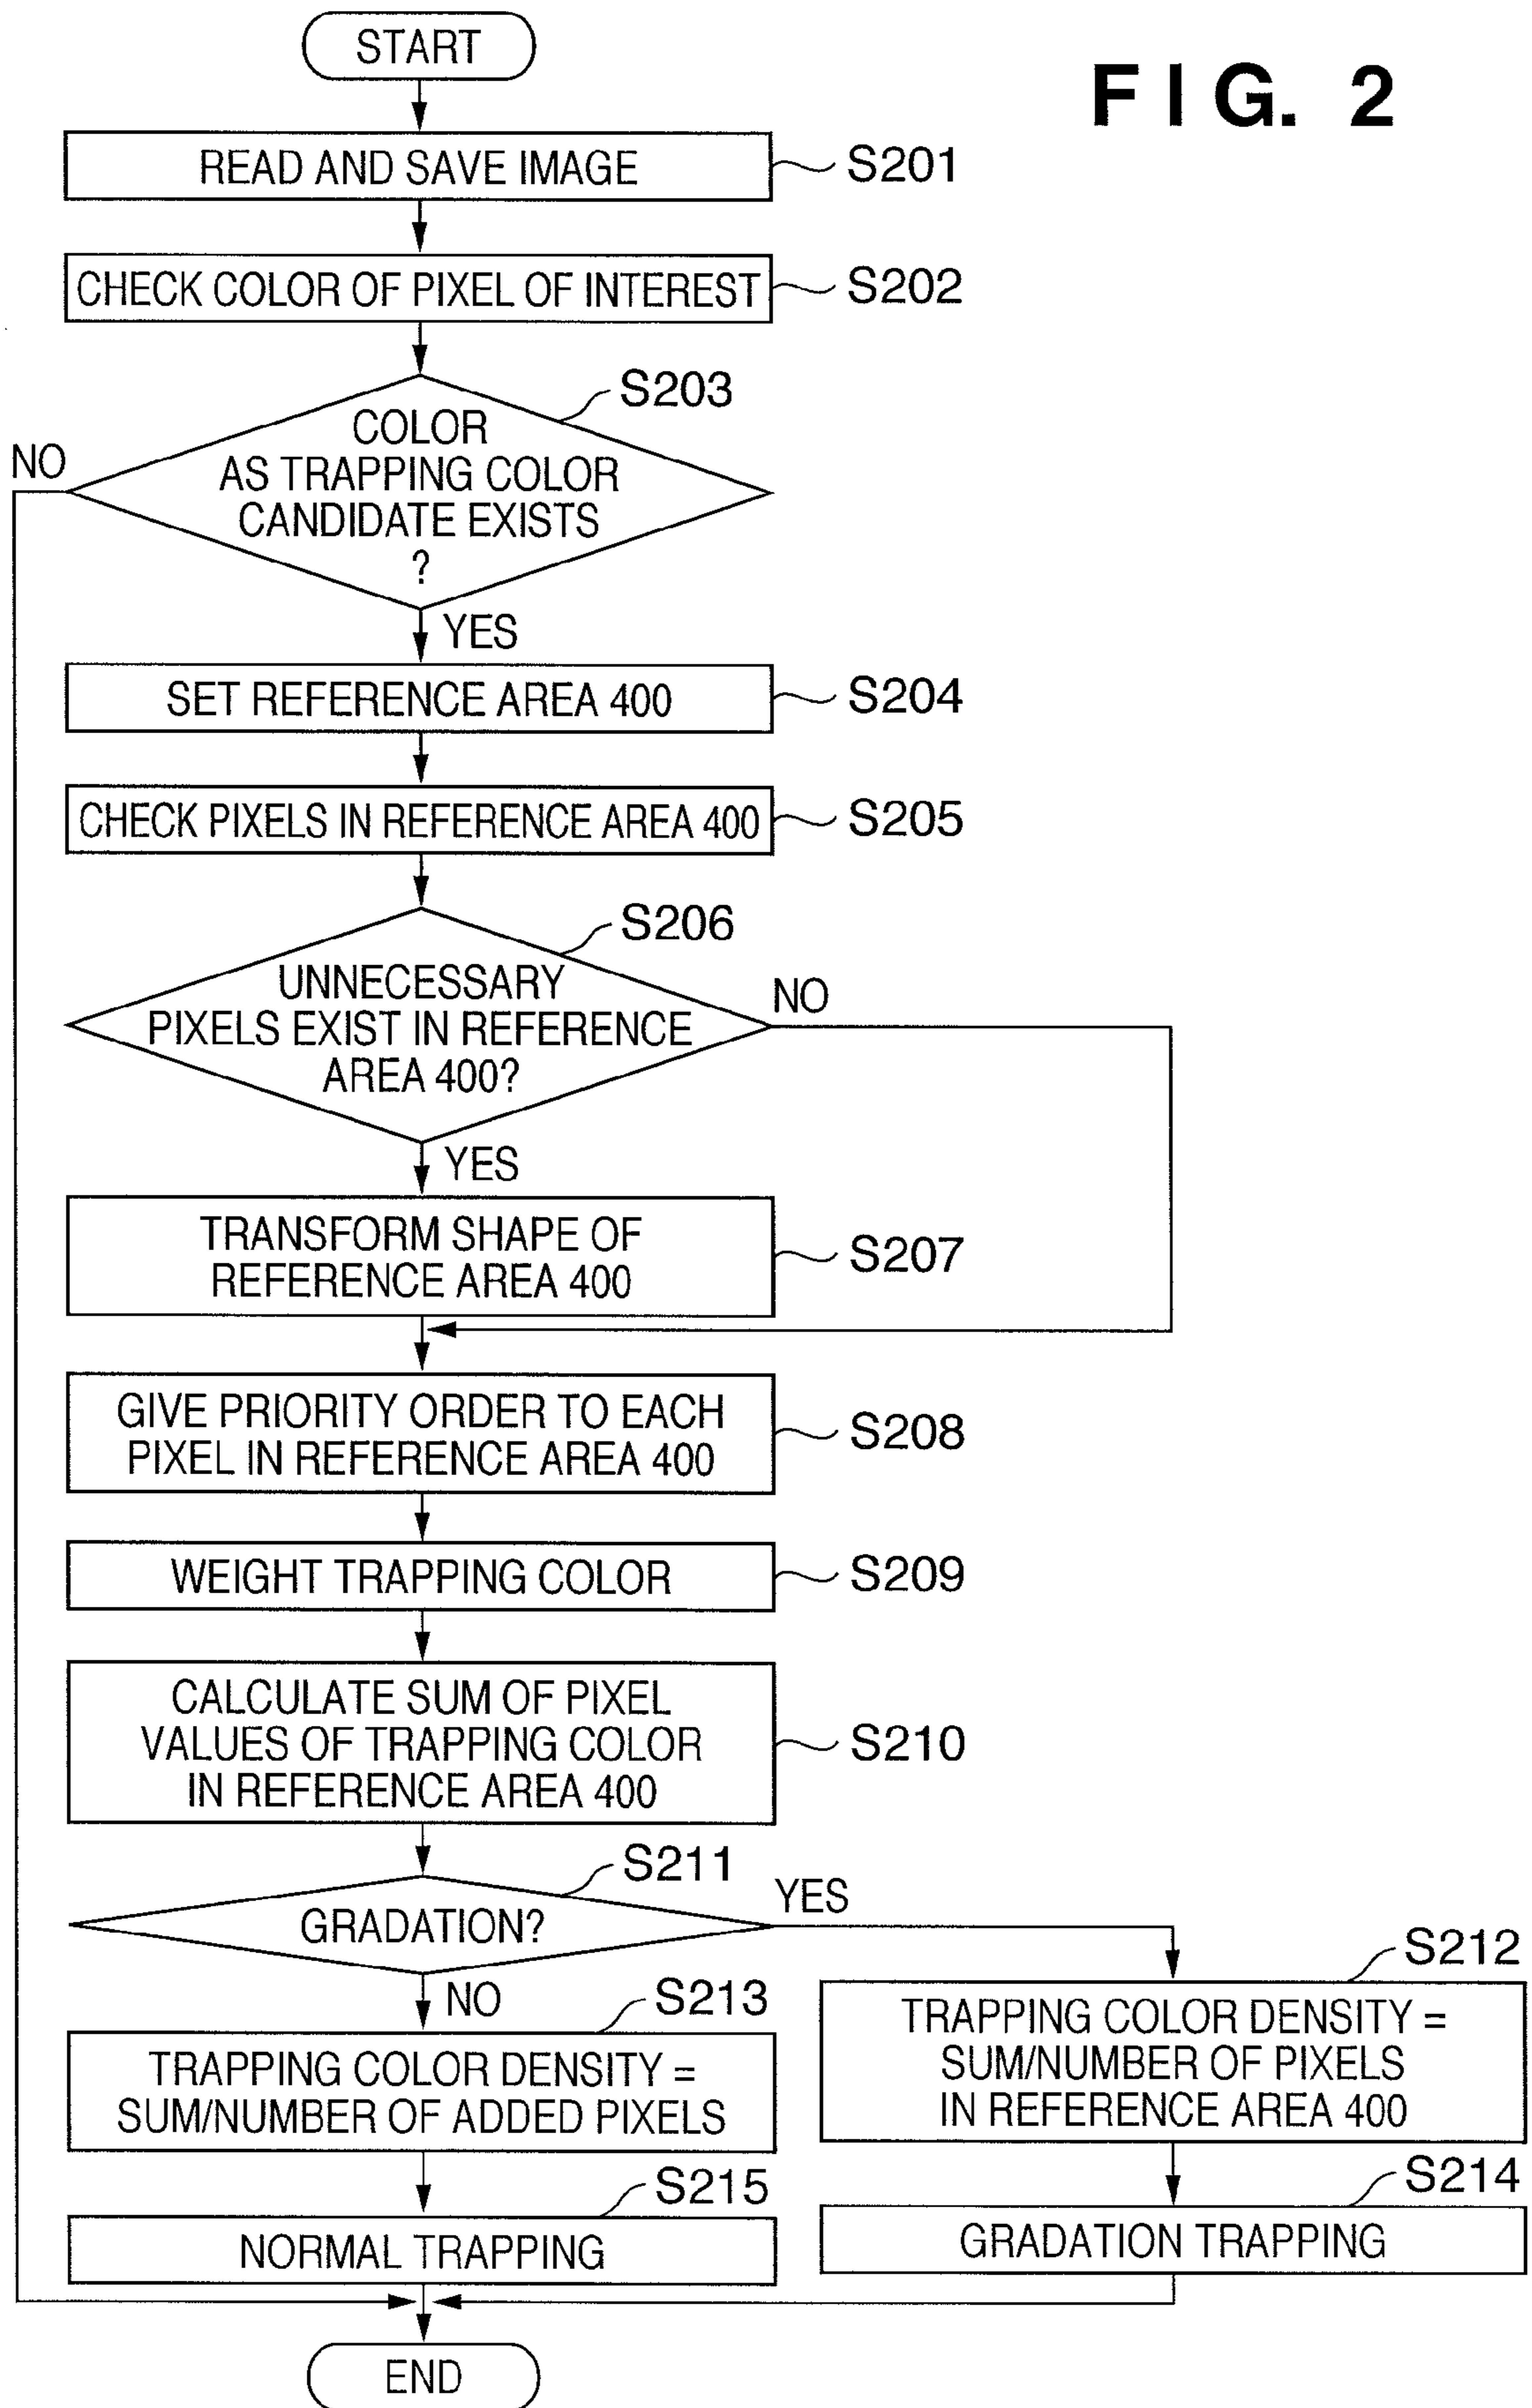 START
FIG. 2
READ AND SAVE IMAGE
S201
CHECK COLOR OF PIXEL OF INTEREST
S202
S203
COLOR
AS TRAPPING COLOR
CANDIDATE EXISTS
?
NO
YES
SET REFERENCE AREA 400
S204
CHECK PIXELS IN REFERENCE AREA 400
S205
S206
UNNECESSARY
PIXELS EXIST IN REFERENCE
AREA 400?
NO
YES
TRANSFORM SHAPE OF
REFERENCE AREA 400
S207
GIVE PRIORITY ORDER TO EACH
PIXEL IN REFERENCE AREA 400
S208
WEIGHT TRAPPING COLOR
S209
CALCULATE SUM OF PIXEL
VALUES OF TRAPPING COLOR
IN REFERENCE AREA 400
S210
S211
GRADATION?
YES
NO
S213
TRAPPING COLOR DENSITY =
SUM/NUMBER OF ADDED PIXELS
S212
TRAPPING COLOR DENSITY =
SUM/NUMBER OF PIXELS
IN REFERENCE AREA 400
S215
NORMAL TRAPPING
S214
GRADATION TRAPPING
END